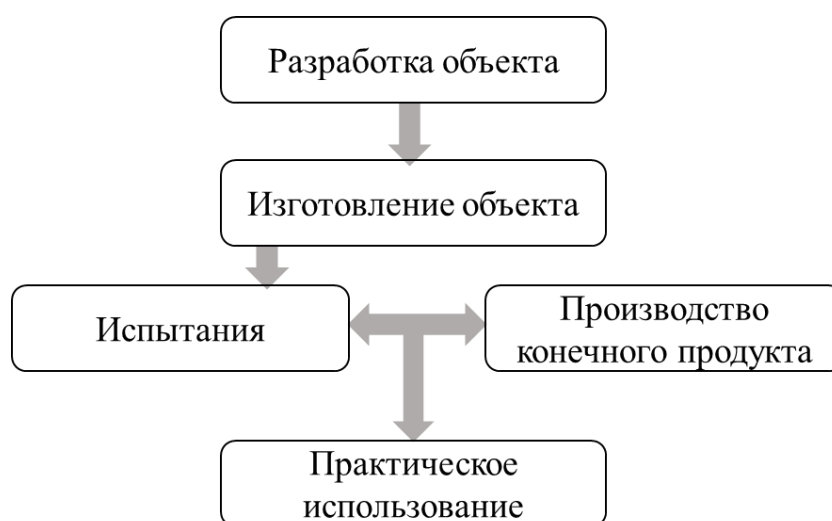 Разработка объекта
Изготовление объекта
Испытания
Производство
конечного продукта
Практическое
использование